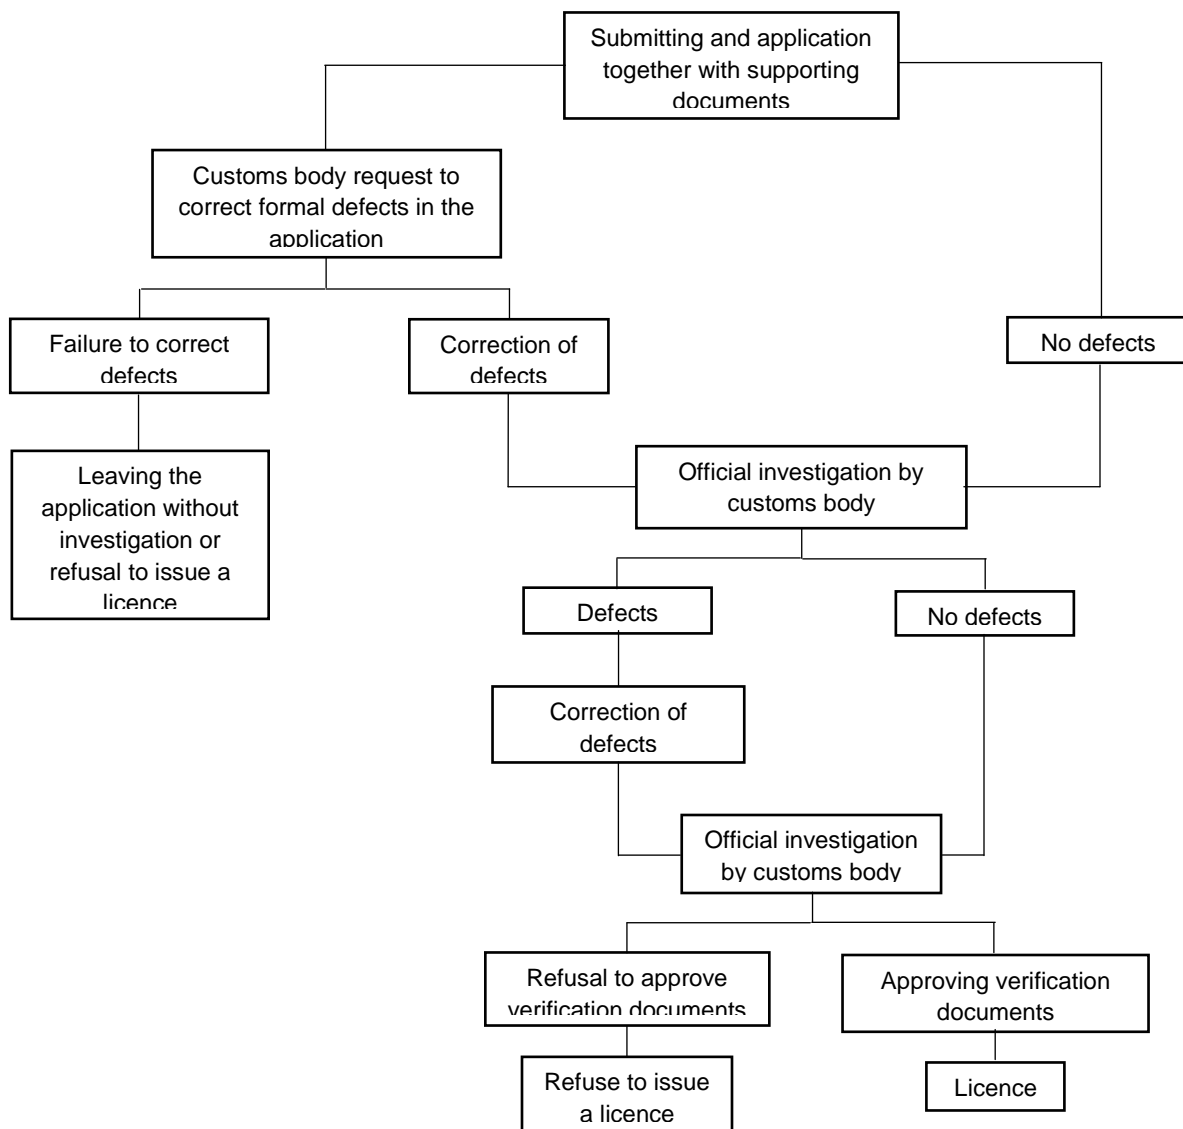 Submitting and application
together with supporting
documents
Customs body request to
correct formal defects in the
application
Failure to correct
defects
Correction of
defects
No defects
Leaving the
application without
investigation or
refusal to issue a
licence
Official investigation by
customs body
Defects
No defects
Correction of
defects
Official investigation
by customs body
Refusal to approve
verification documents
Approving verification
documents
Refuse to issue
a licence
Licence